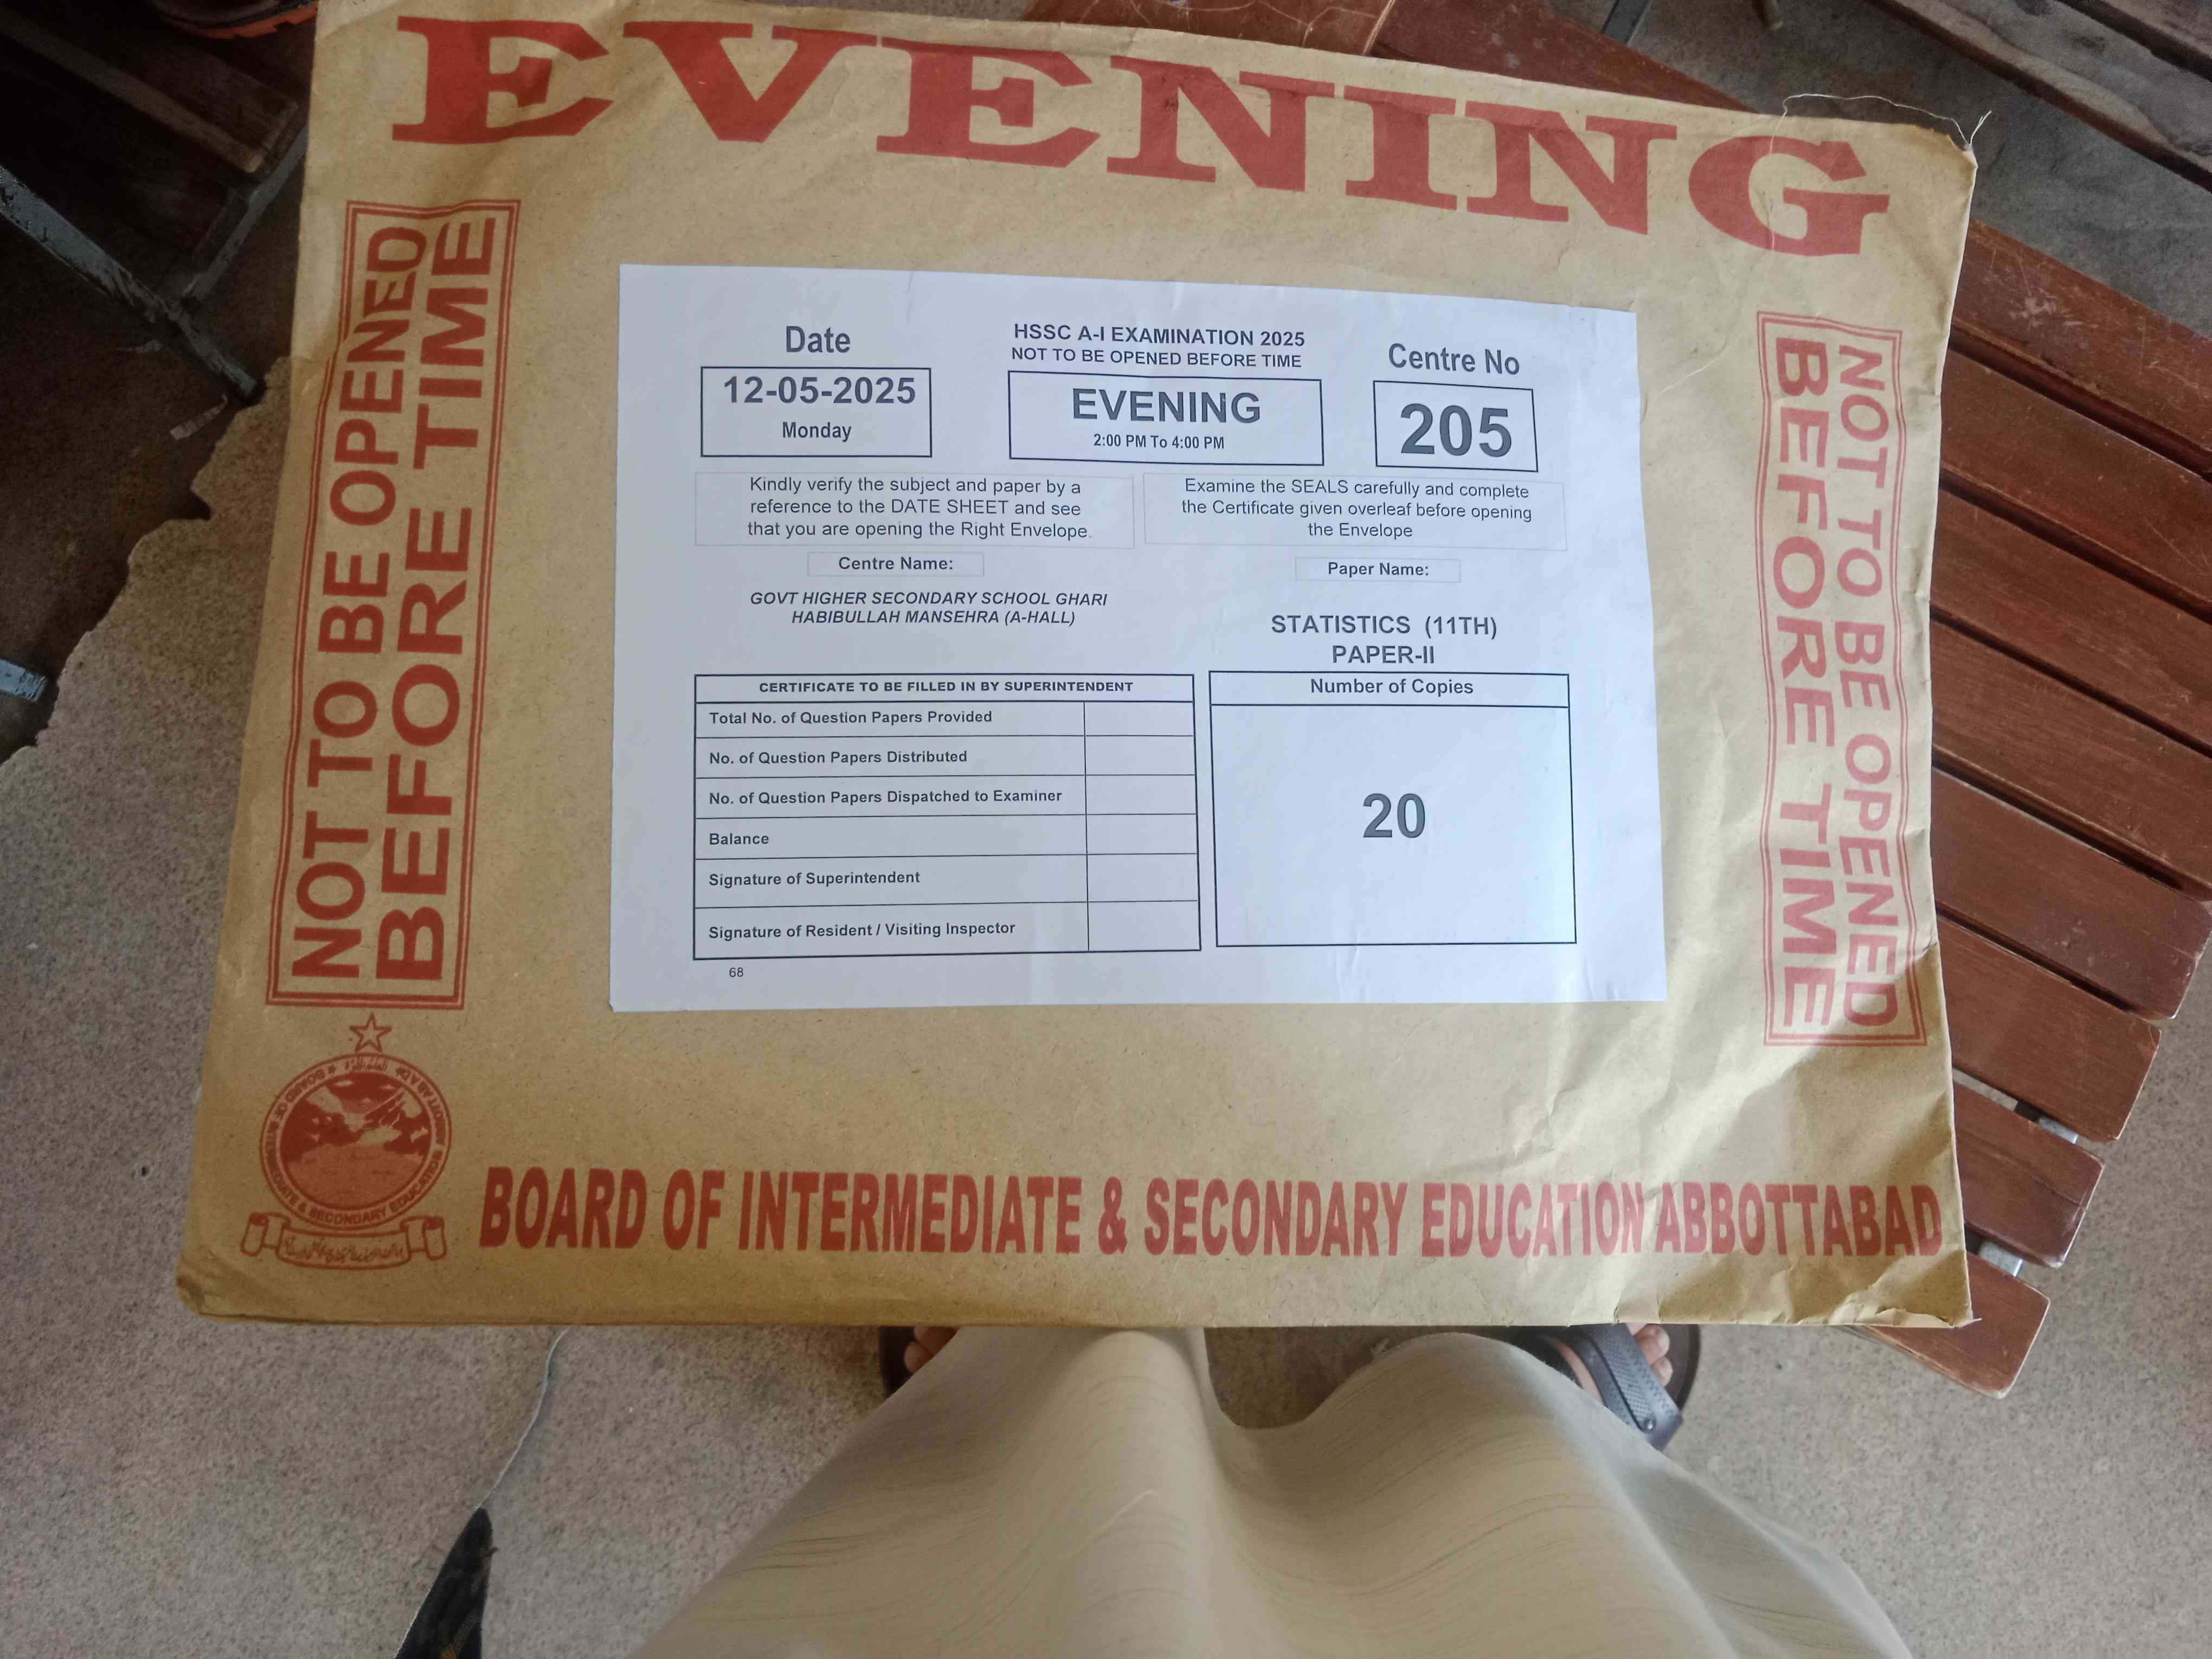 EVENING
NOT TO BE OPENED
BEFORE TIME
Date
12-05-2025
Monday
HSSC A-I EXAMINATION 2025
NOT TO BE OPENED BEFORE TIME
EVENING
2:00 PM To 4:00 PM
Centre No
205
Kindly verify the subject and paper by a
reference to the DATE SHEET and see
that you are opening the Right Envelope.
Examine the SEALS carefully and complete
the Certificate given overleaf before opening
the Envelope
Centre Name:
GOVT HIGHER SECONDARY SCHOOL GHARI
HABIBULLAH MANSEHRA (A-HALL)
Paper Name:
STATISTICS (11TH)
PAPER-II
CERTIFICATE TO BE FILLED IN BY SUPERINTENDENT
Total No. of Question Papers Provided
No. of Question Papers Distributed
No. of Question Papers Dispatched to Examiner
Balance
Signature of Superintendent
Signature of Resident / Visiting Inspector
Number of Copies
20
68
NOT TO BE OPENED
BEFORE TIME
BOARD OF INTERMEDIATE & SECONDARY EDUCATION ABBOTTABAD
BOARD OF INTERMEDIATE & SECONDARY EDUCATION ABBOTTABAD